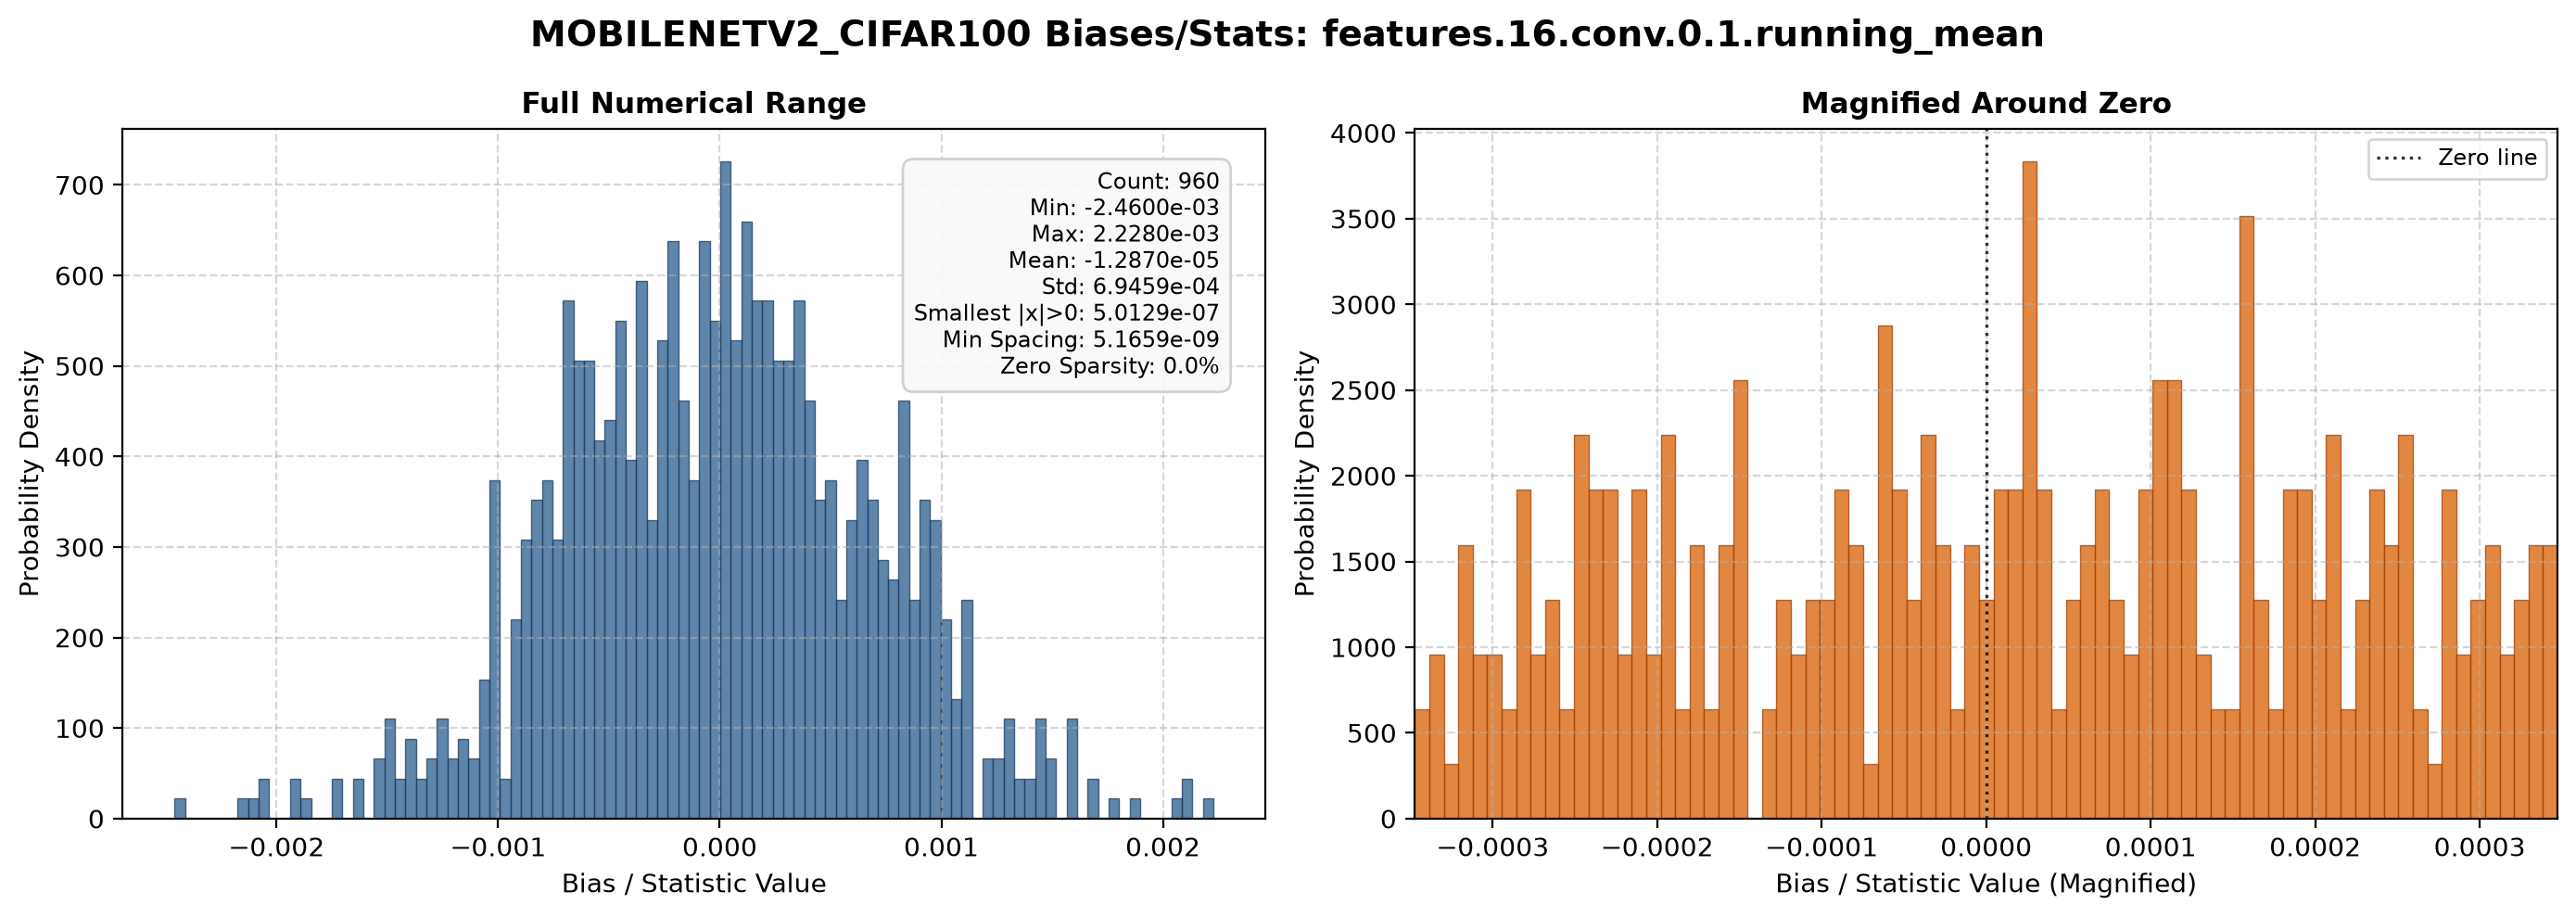 MOBILENETV2_CIFAR100 Biases/Stats: features.16.conv.0.1.running_mean
Full Numerical Range
Probability Density
700
600
500
400
300
200
100
0
Count: 960
Min: -2.4600e-03
Max: 2.2280e-03
Mean: -1.2870e-05
Std: 6.9459e-04
Smallest |x|>0: 5.0129e-07
Min Spacing: 5.1659e-09
Zero Sparsity: 0.0%
−0.002 −0.001 0.000 0.001 0.002
Bias / Statistic Value
Magnified Around Zero
Probability Density
4000
3500
3000
2500
2000
1500
1000
500
0
Zero line
−0.0003 −0.0002 −0.0001 0.0000 0.0001 0.0002 0.0003
Bias / Statistic Value (Magnified)